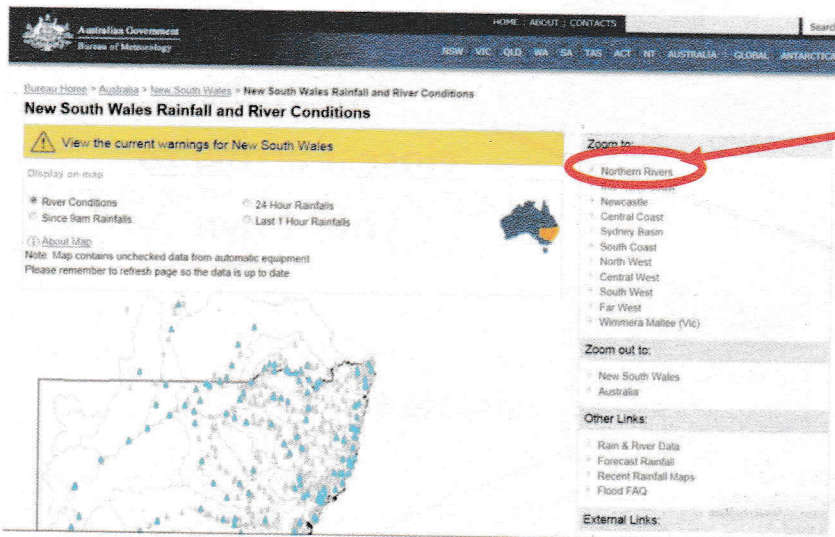 Australian Government
Bureau of Meteorology
HOME ABOUT CONTACTS
Search
NSW VIC QLD WA SA TAS ACT NT AUSTRALIA GLOBAL ANTARCTICA
Bureau Home > Australia > New South Wales > New South Wales Rainfall and River Conditions
New South Wales Rainfall and River Conditions
View the current warnings for New South Wales
Display on map
River Conditions
24 Hour Rainfalls
Since 9am Rainfalls
Last 1 Hour Rainfalls
About Map
Note: Map contains unchecked data from automatic equipment
Please remember to refresh page so the data is up to date
Zoom to:
Northern Rivers
Newcastle
Central Coast
Sydney Basin
South Coast
North West
Central West
South West
Far West
Wimmera Mallee (Vic)
Zoom out to:
New South Wales
Australia
Other Links:
Rain & River Data
Forecast Rainfall
Recent Rainfall Maps
Flood FAQ
External Links: